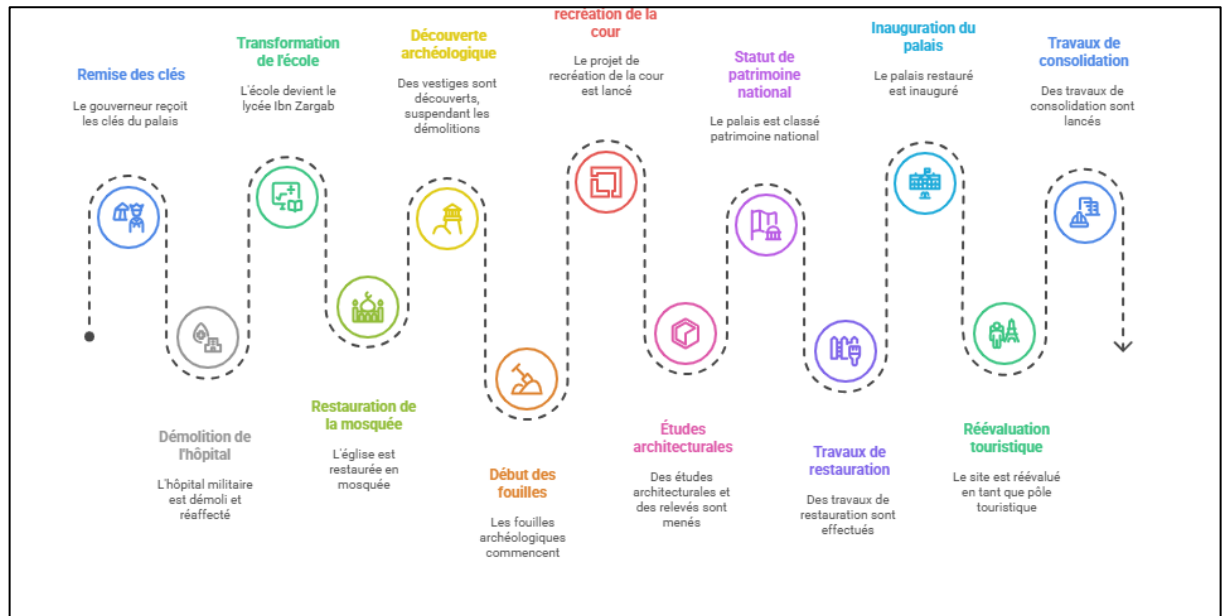 Remise des clés
Le gouverneur reçoit
les clés du palais
Démolition de
l'hôpital
L'hôpital militaire
est démoli et
réaffecté
Transformation
de l'école
L'école devient le
lycée Ibn Zargab
Restauration de
la mosquée
L'église est
restaurée en
mosquée
Découverte
archéologique
Des vestiges sont
découverts,
suspendant les
démolitions
Début des
fouilles
Les fouilles
archéologiques
commencent
recréation de la
cour
Le projet de
recréation de la cour
est lancé
Études
architecturales
Des études
architecturales et
des relevés sont
menés
Statut de
patrimoine
national
Le palais est classé
patrimoine national
Travaux de
restauration
Des travaux de
restauration sont
effectués
Inauguration du
palais
Le palais restauré
est inauguré
Réévaluation
touristique
Le site est réévalué
en tant que pôle
touristique
Travaux de
consolidation
Des travaux de
consolidation sont
lancés